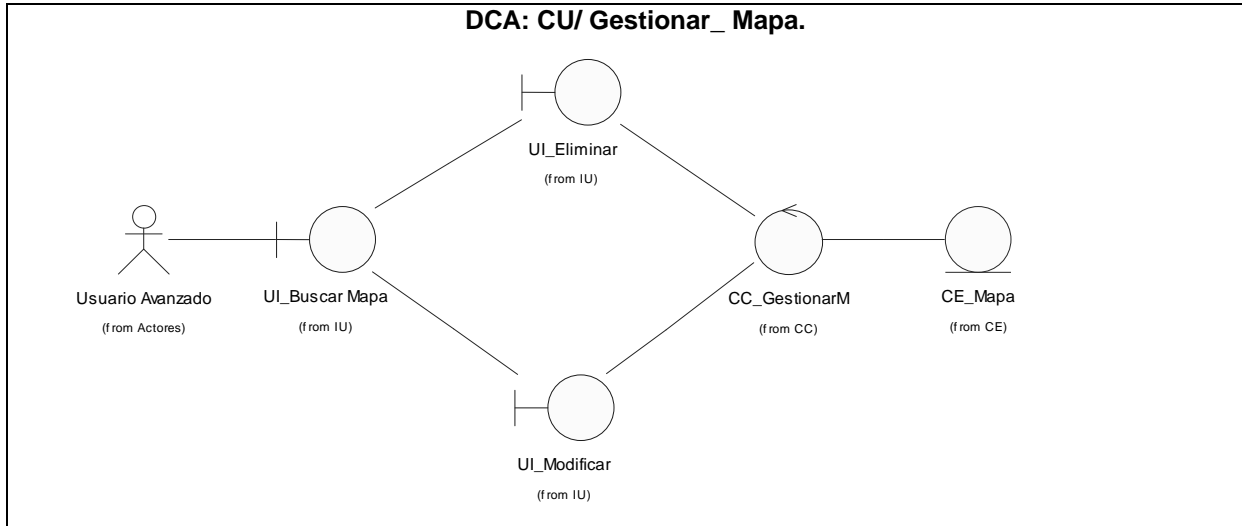 DCA: CU/ Gestionar_ Mapa.
UI_Eliminar
(from IU)
Usuario Avanzado
(from Actores)
UI_Buscar Mapa
(from IU)
CC_GestionarM
(from CC)
CE_Mapa
(from CE)
UI_Modificar
(from IU)